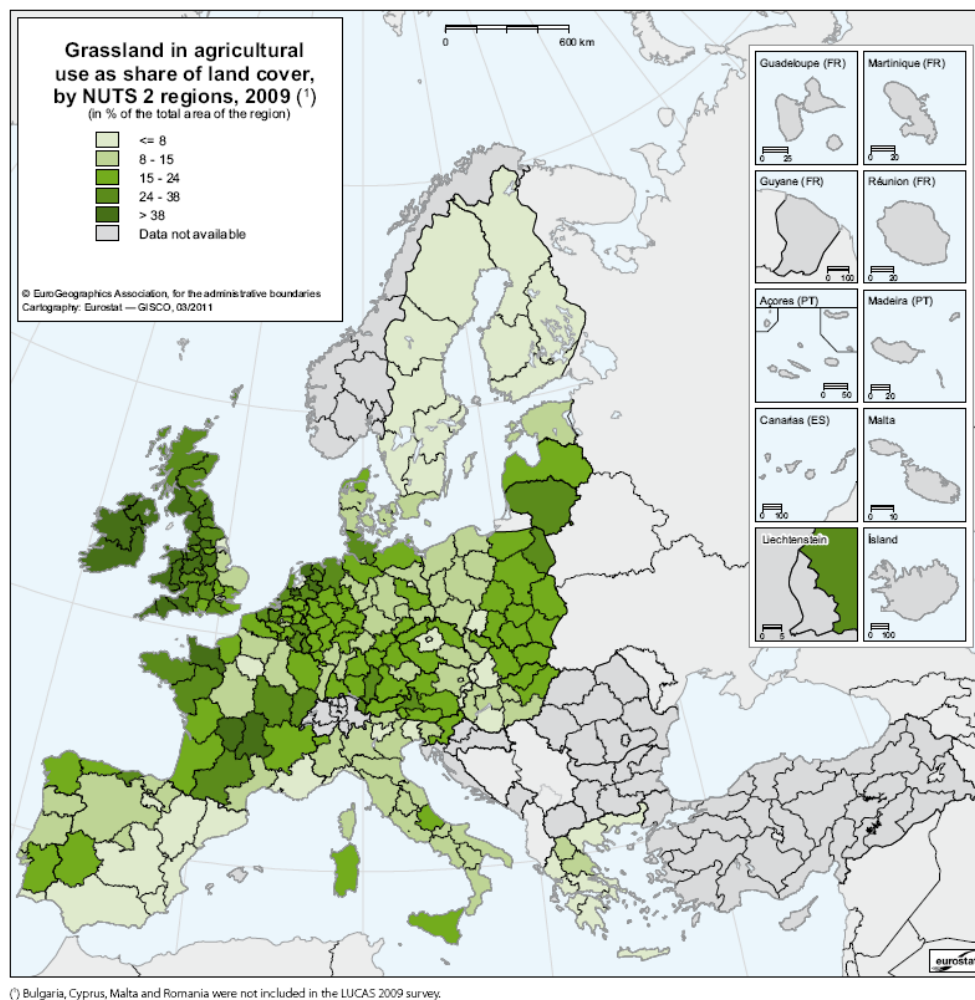 Grassland in agricultural
use as share of land cover,
by NUTS 2 regions, 2009 (¹)
(in % of the total area of the region)
<= 8
8 - 15
15 - 24
24 - 38
> 38
Data not available
© EuroGeographics Association, for the administrative boundaries
Cartography: Eurostat — GISCO, 03/2011
0 600 km
Guadeloupe (FR)
0 25
Martinique (FR)
0 20
Guyane (FR)
0 100
Réunion (FR)
0 20
Açores (PT)
0 50
Madeira (PT)
0 20
Canarias (ES)
0 100
Malta
0 10
Liechtenstein
0 5
Ísland
0 100
eurostat
(¹) Bulgaria, Cyprus, Malta and Romania were not included in the LUCAS 2009 survey.